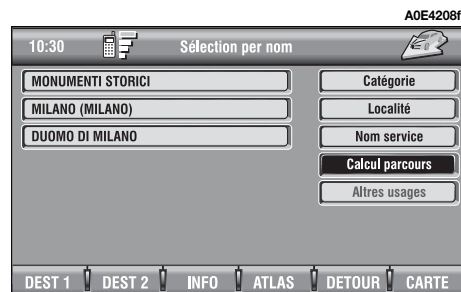 A0E4208f
10:30 Sélection per nom
MONUMENTI STORICI
Catégorie
MILANO (MILANO)
Localité
DUOMO DI MILANO
Nom service
Calcul parcours
Altres usages
DEST 1 DEST 2 INFO ATLAS DETOUR CARTE